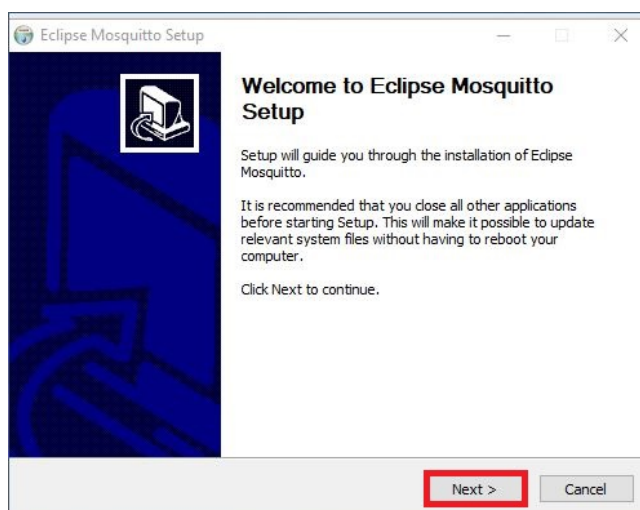 Eclipse Mosquitto Setup
Welcome to Eclipse Mosquitto
Setup
Setup will guide you through the installation of Eclipse
Mosquitto.
It is recommended that you close all other applications
before starting Setup. This will make it possible to update
relevant system files without having to reboot your
computer.
Click Next to continue.
Next >
Cancel